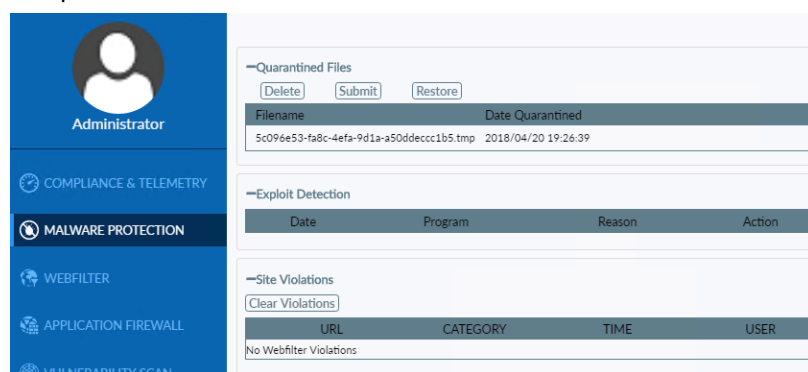 Administrator
COMPLIANCE & TELEMETRY
MALWARE PROTECTION
WEBFILTER
APPLICATION FIREWALL
VULNERABILITY SCAN
Quarantined Files
Delete Submit Restore
Filename Date Quarantined
5c096e53-fa8c-4efa-9d1a-a50ddeccc1b5.tmp 2018/04/20 19:26:39
Exploit Detection
Date Program Reason Action
Site Violations
Clear Violations
URL CATEGORY TIME USER
No Webfilter Violations